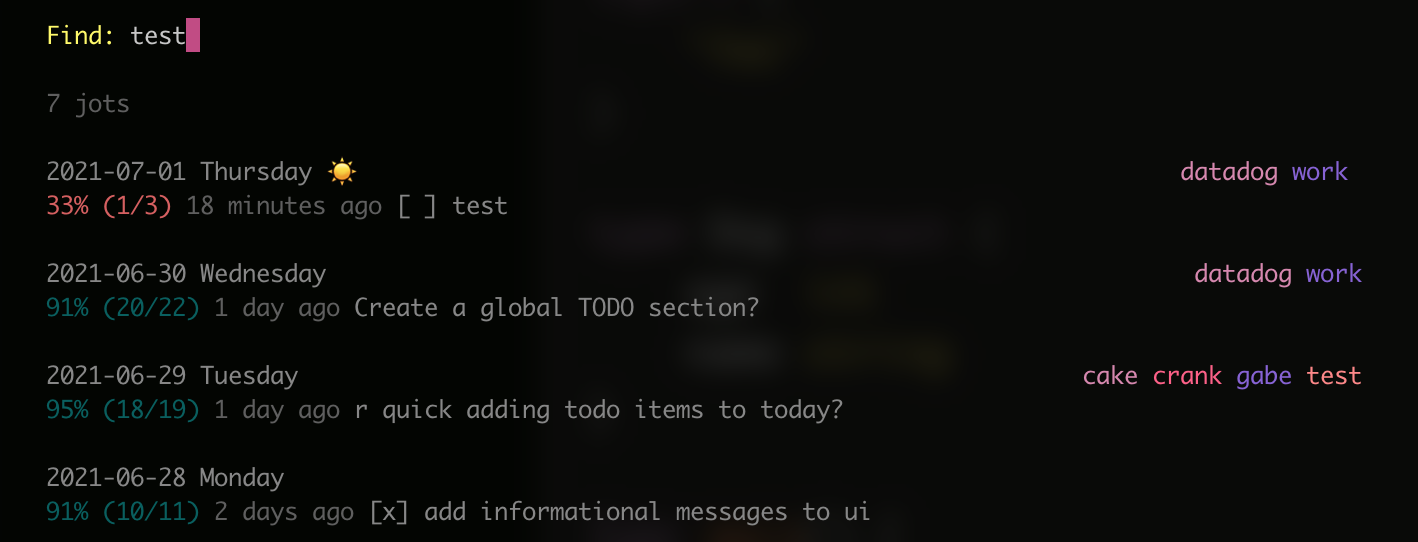 Find: test
7 jots
2021-07-01 Thursday ☀️ datadog work
33% (1/3) 18 minutes ago [ ] test
2021-06-30 Wednesday datadog work
91% (20/22) 1 day ago Create a global TODO section?
2021-06-29 Tuesday cake crank gabe test
95% (18/19) 1 day ago r quick adding todo items to today?
2021-06-28 Monday
91% (10/11) 2 days ago [x] add informational messages to ui